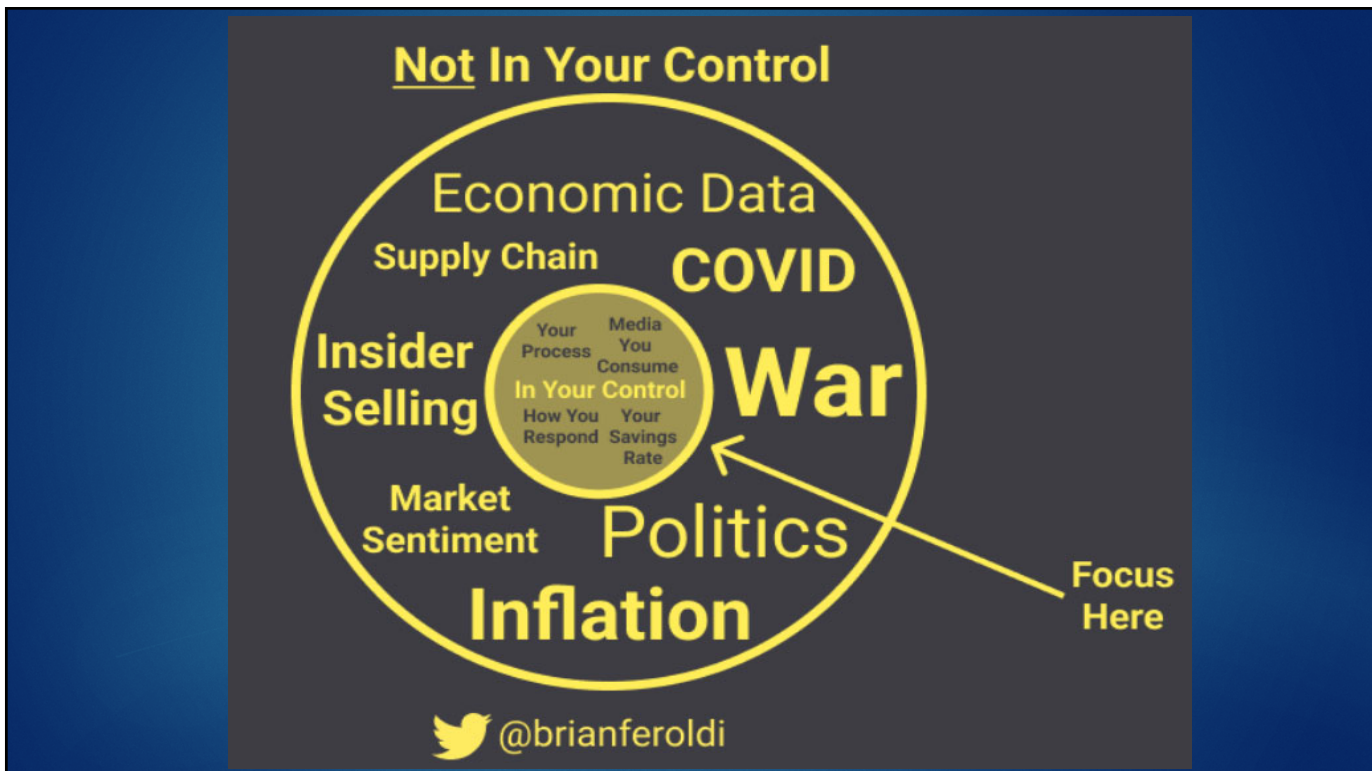 Not In Your Control
Economic Data
Supply Chain
COVID
Insider
Selling
War
Your
Process
Media
You
Consume
In Your Control
How You
Respond
Your
Savings
Rate
Market
Sentiment
Politics
Inflation
Focus
Here
@brianferoldi